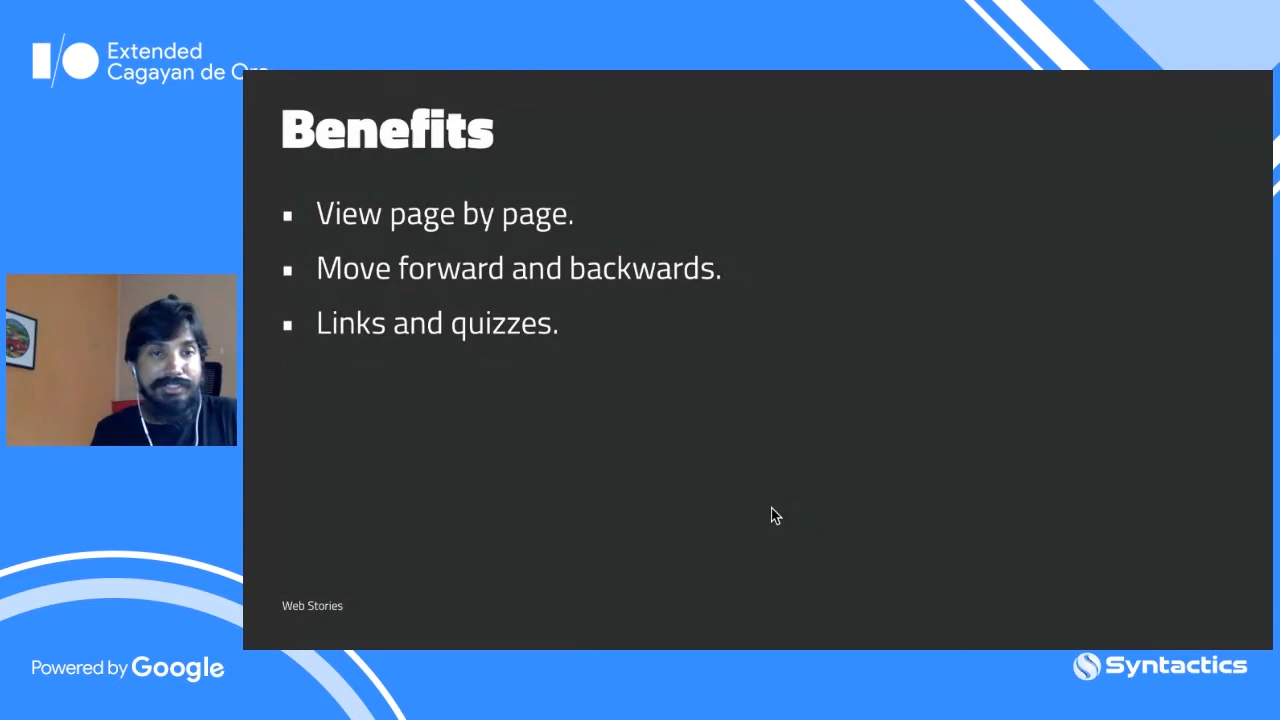 Extended
Cagayan de Oro
Benefits
▪ View page by page.
▪ Move forward and backwards.
▪ Links and quizzes.
Web Stories
Powered by Google
Syntactics